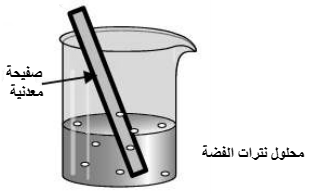 صفيحة
معدنية
محلول نترات الفضة